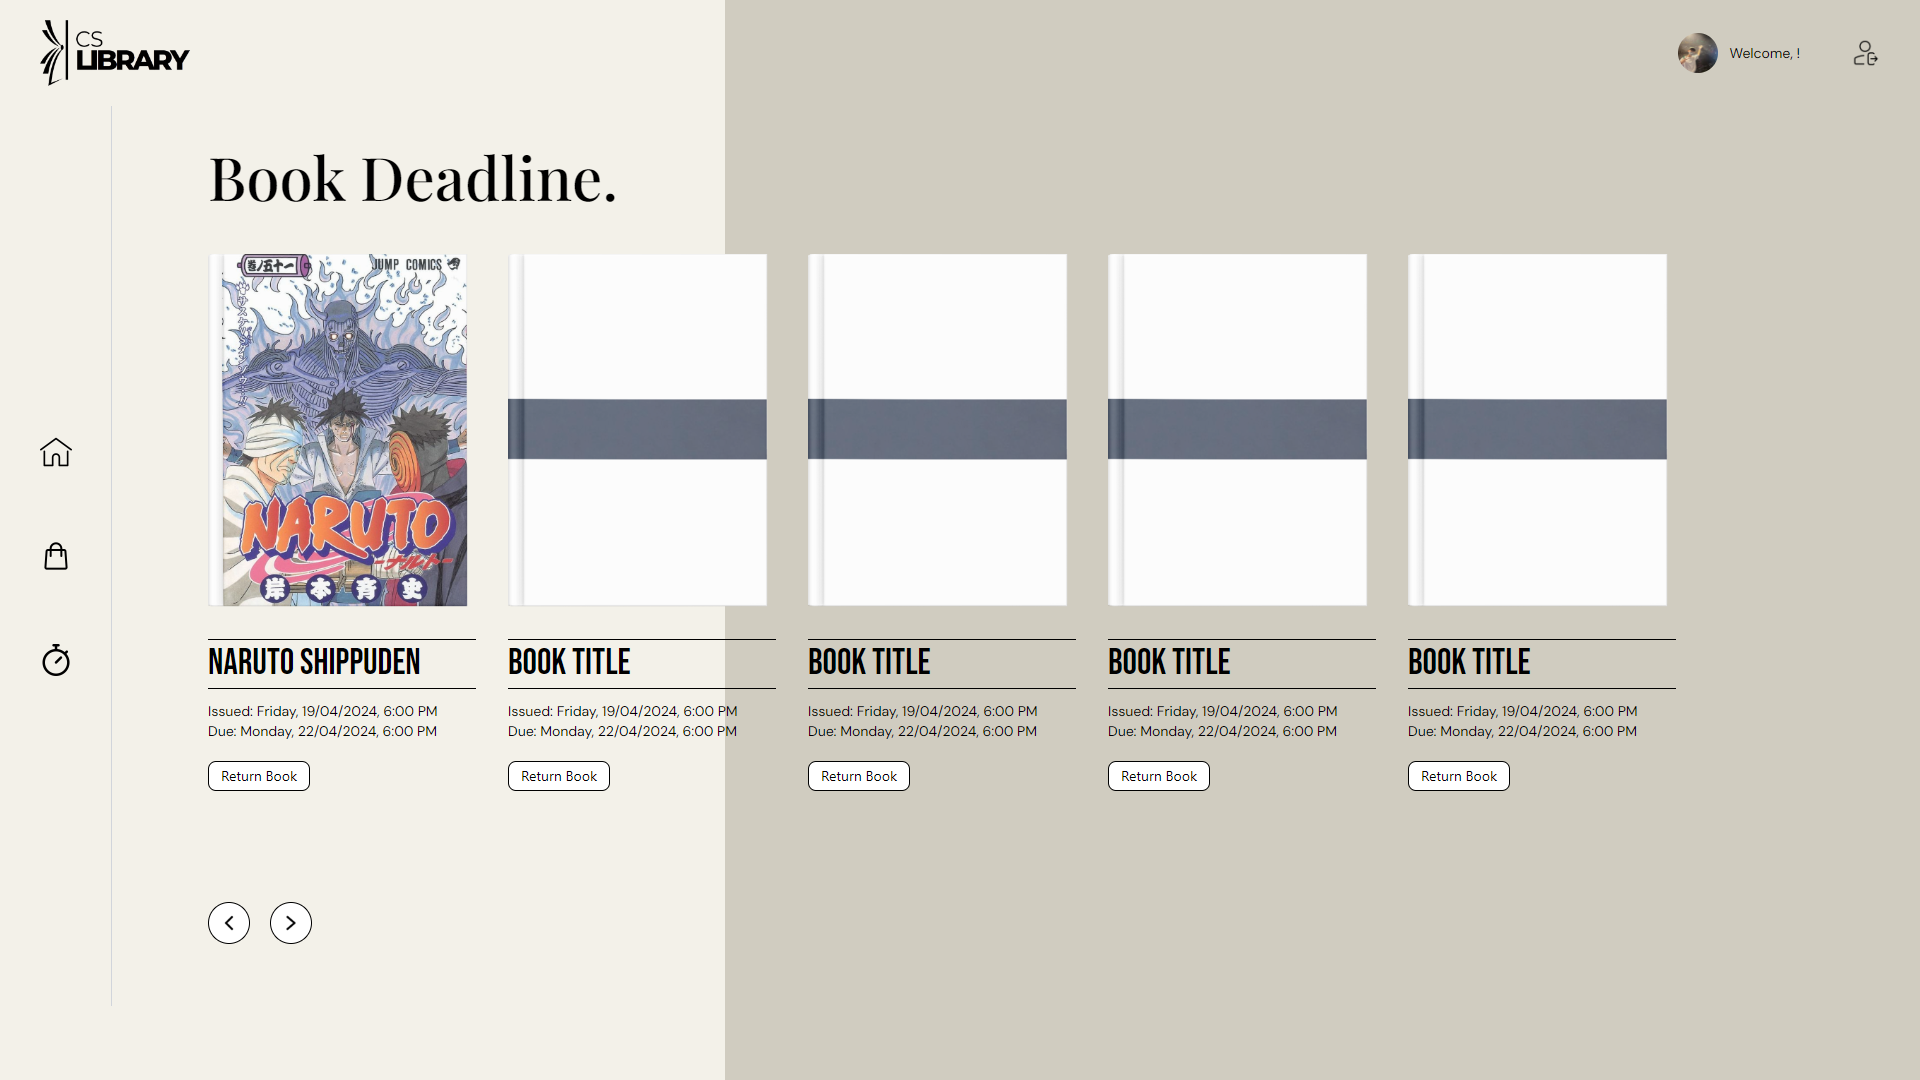 CS
LIBRARY
Welcome, !
Book Deadline.
巻ノ五十一
JUMP COMICS
NARUTO
-ナルト-
岸本斉史
NARUTO SHIPPUDEN
Issued: Friday, 19/04/2024, 6:00 PM
Due: Monday, 22/04/2024, 6:00 PM
Return Book
BOOK TITLE
Issued: Friday, 19/04/2024, 6:00 PM
Due: Monday, 22/04/2024, 6:00 PM
Return Book
BOOK TITLE
Issued: Friday, 19/04/2024, 6:00 PM
Due: Monday, 22/04/2024, 6:00 PM
Return Book
BOOK TITLE
Issued: Friday, 19/04/2024, 6:00 PM
Due: Monday, 22/04/2024, 6:00 PM
Return Book
BOOK TITLE
Issued: Friday, 19/04/2024, 6:00 PM
Due: Monday, 22/04/2024, 6:00 PM
Return Book